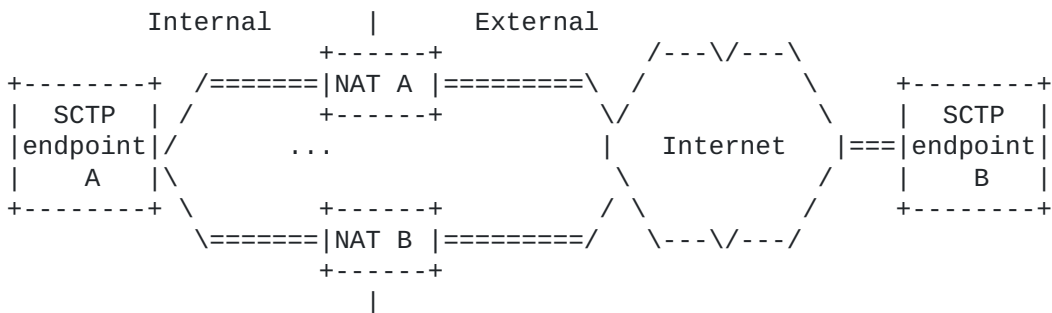 Internal | External
+------+ /---\/---\
+--------+ /=======|NAT A |=========\ / \ +--------+
| SCTP | / +------+ \/ \ | SCTP |
|endpoint|/ ... | Internet |===|endpoint|
| A |\ \ / | B |
+--------+ \ +------+ / \ / +--------+
\=======|NAT B |=========/ \---\/---/
+------+
|